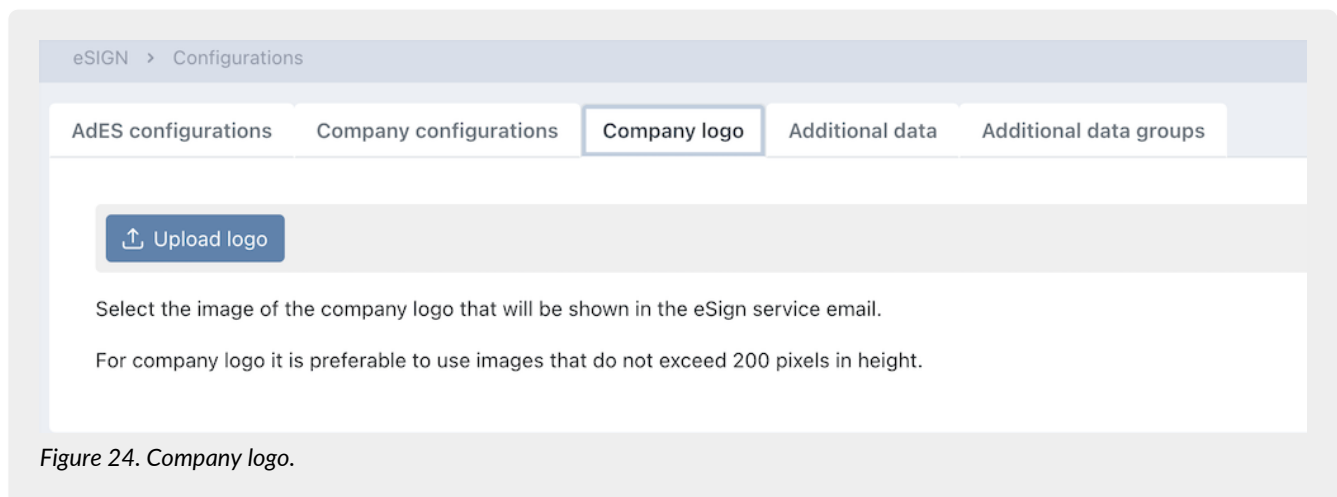 eSIGN > Configurations
AdES configurations Company configurations Company logo Additional data Additional data groups
Upload logo
Select the image of the company logo that will be shown in the eSign service email.
For company logo it is preferable to use images that do not exceed 200 pixels in height.
Figure 24. Company logo.